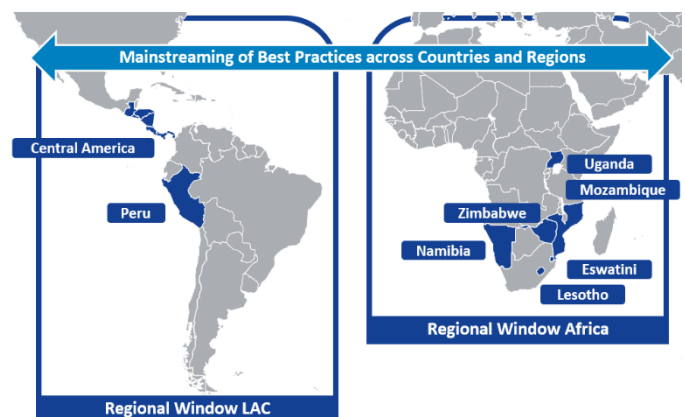 Mainstreaming of Best Practices across Countries and Regions
Central America
Peru
Regional Window LAC
Uganda
Mozambique
Zimbabwe
Namibia
Eswatini
Lesotho
Regional Window Africa